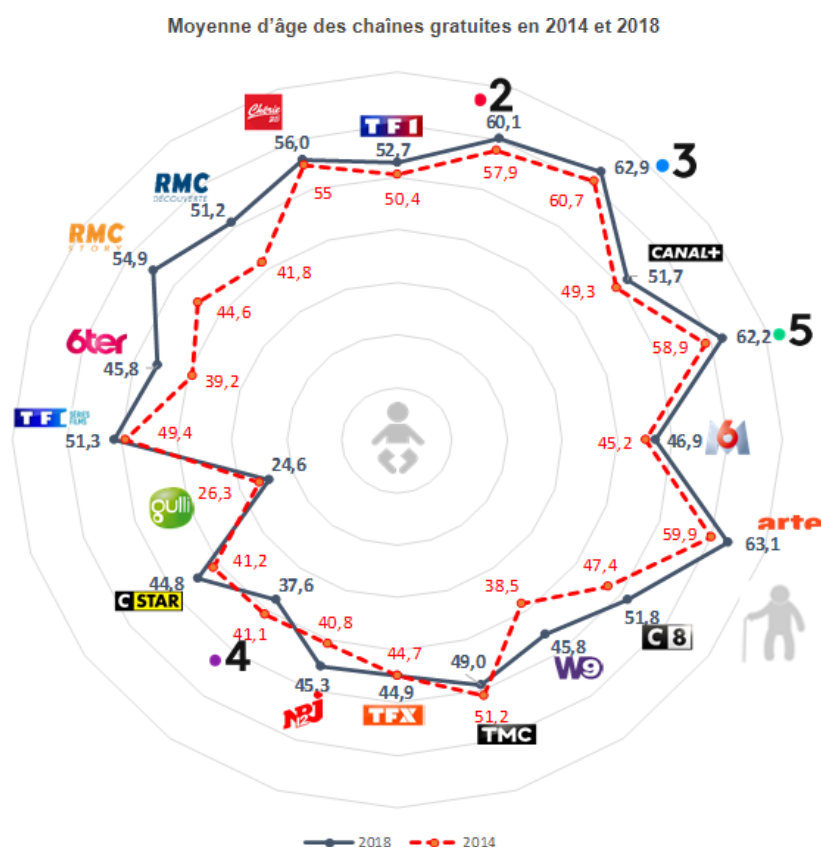 Moyenne d'âge des chaînes gratuites en 2014 et 2018
2
60,1
57,9
TF1
52,7
50,4
Chérie
25
56,0
55
3
62,9
60,7
RMC
DÉCOUVERTE
51,2
41,8
CANAL+
51,7
49,3
RMC
STORY
54,9
44,6
5
62,2
58,9
6ter
45,8
39,2
TF1 SÉRIES
FILMS
51,3
49,4
45,2
46,9
M6
24,6
26,3
gulli
arte
63,1
59,9
41,2
44,8
CSTAR
37,6
41,1
4
40,8
45,3
NRJ
12
44,7
44,9
TFX
49,0
51,2
TMC
38,5
45,8
W9
47,4
51,8
C8
2018
2014